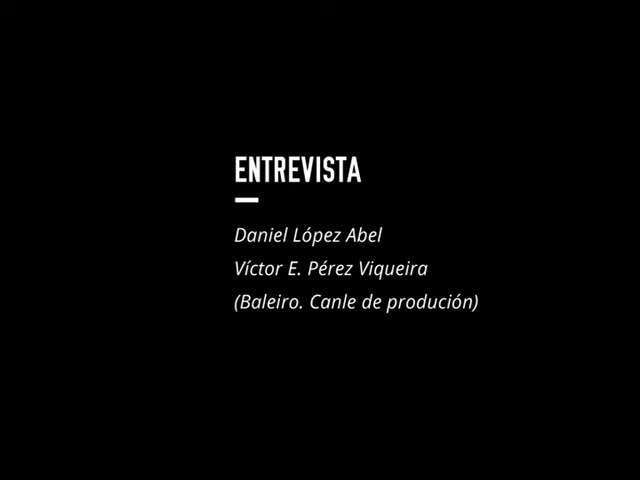 ENTREVISTA
Daniel López Abel
Víctor E. Pérez Viqueira
(Baleiro. Canle de produción)